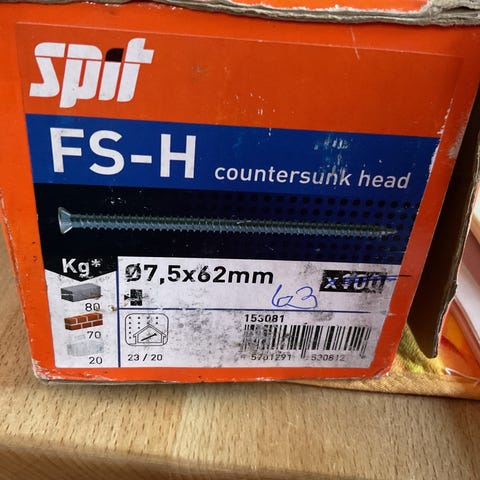 spit
FS-H countersunk head
Kg*
Ø7,5x62mm
x100
80
63
70
153081
20
23 / 20